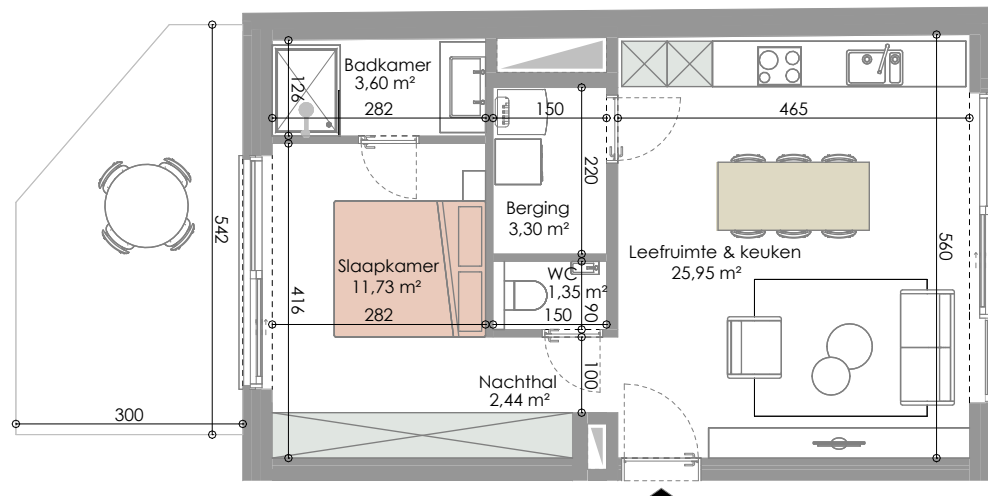 Badkamer
3,60 m²
126
282
150
465
220
Berging
3,30 m²
542
Slaapkamer
11,73 m²
416
282
WC
1,35 m²
150
90
Leefruimte & keuken
25,95 m²
560
Nachthal
2,44 m²
100
300